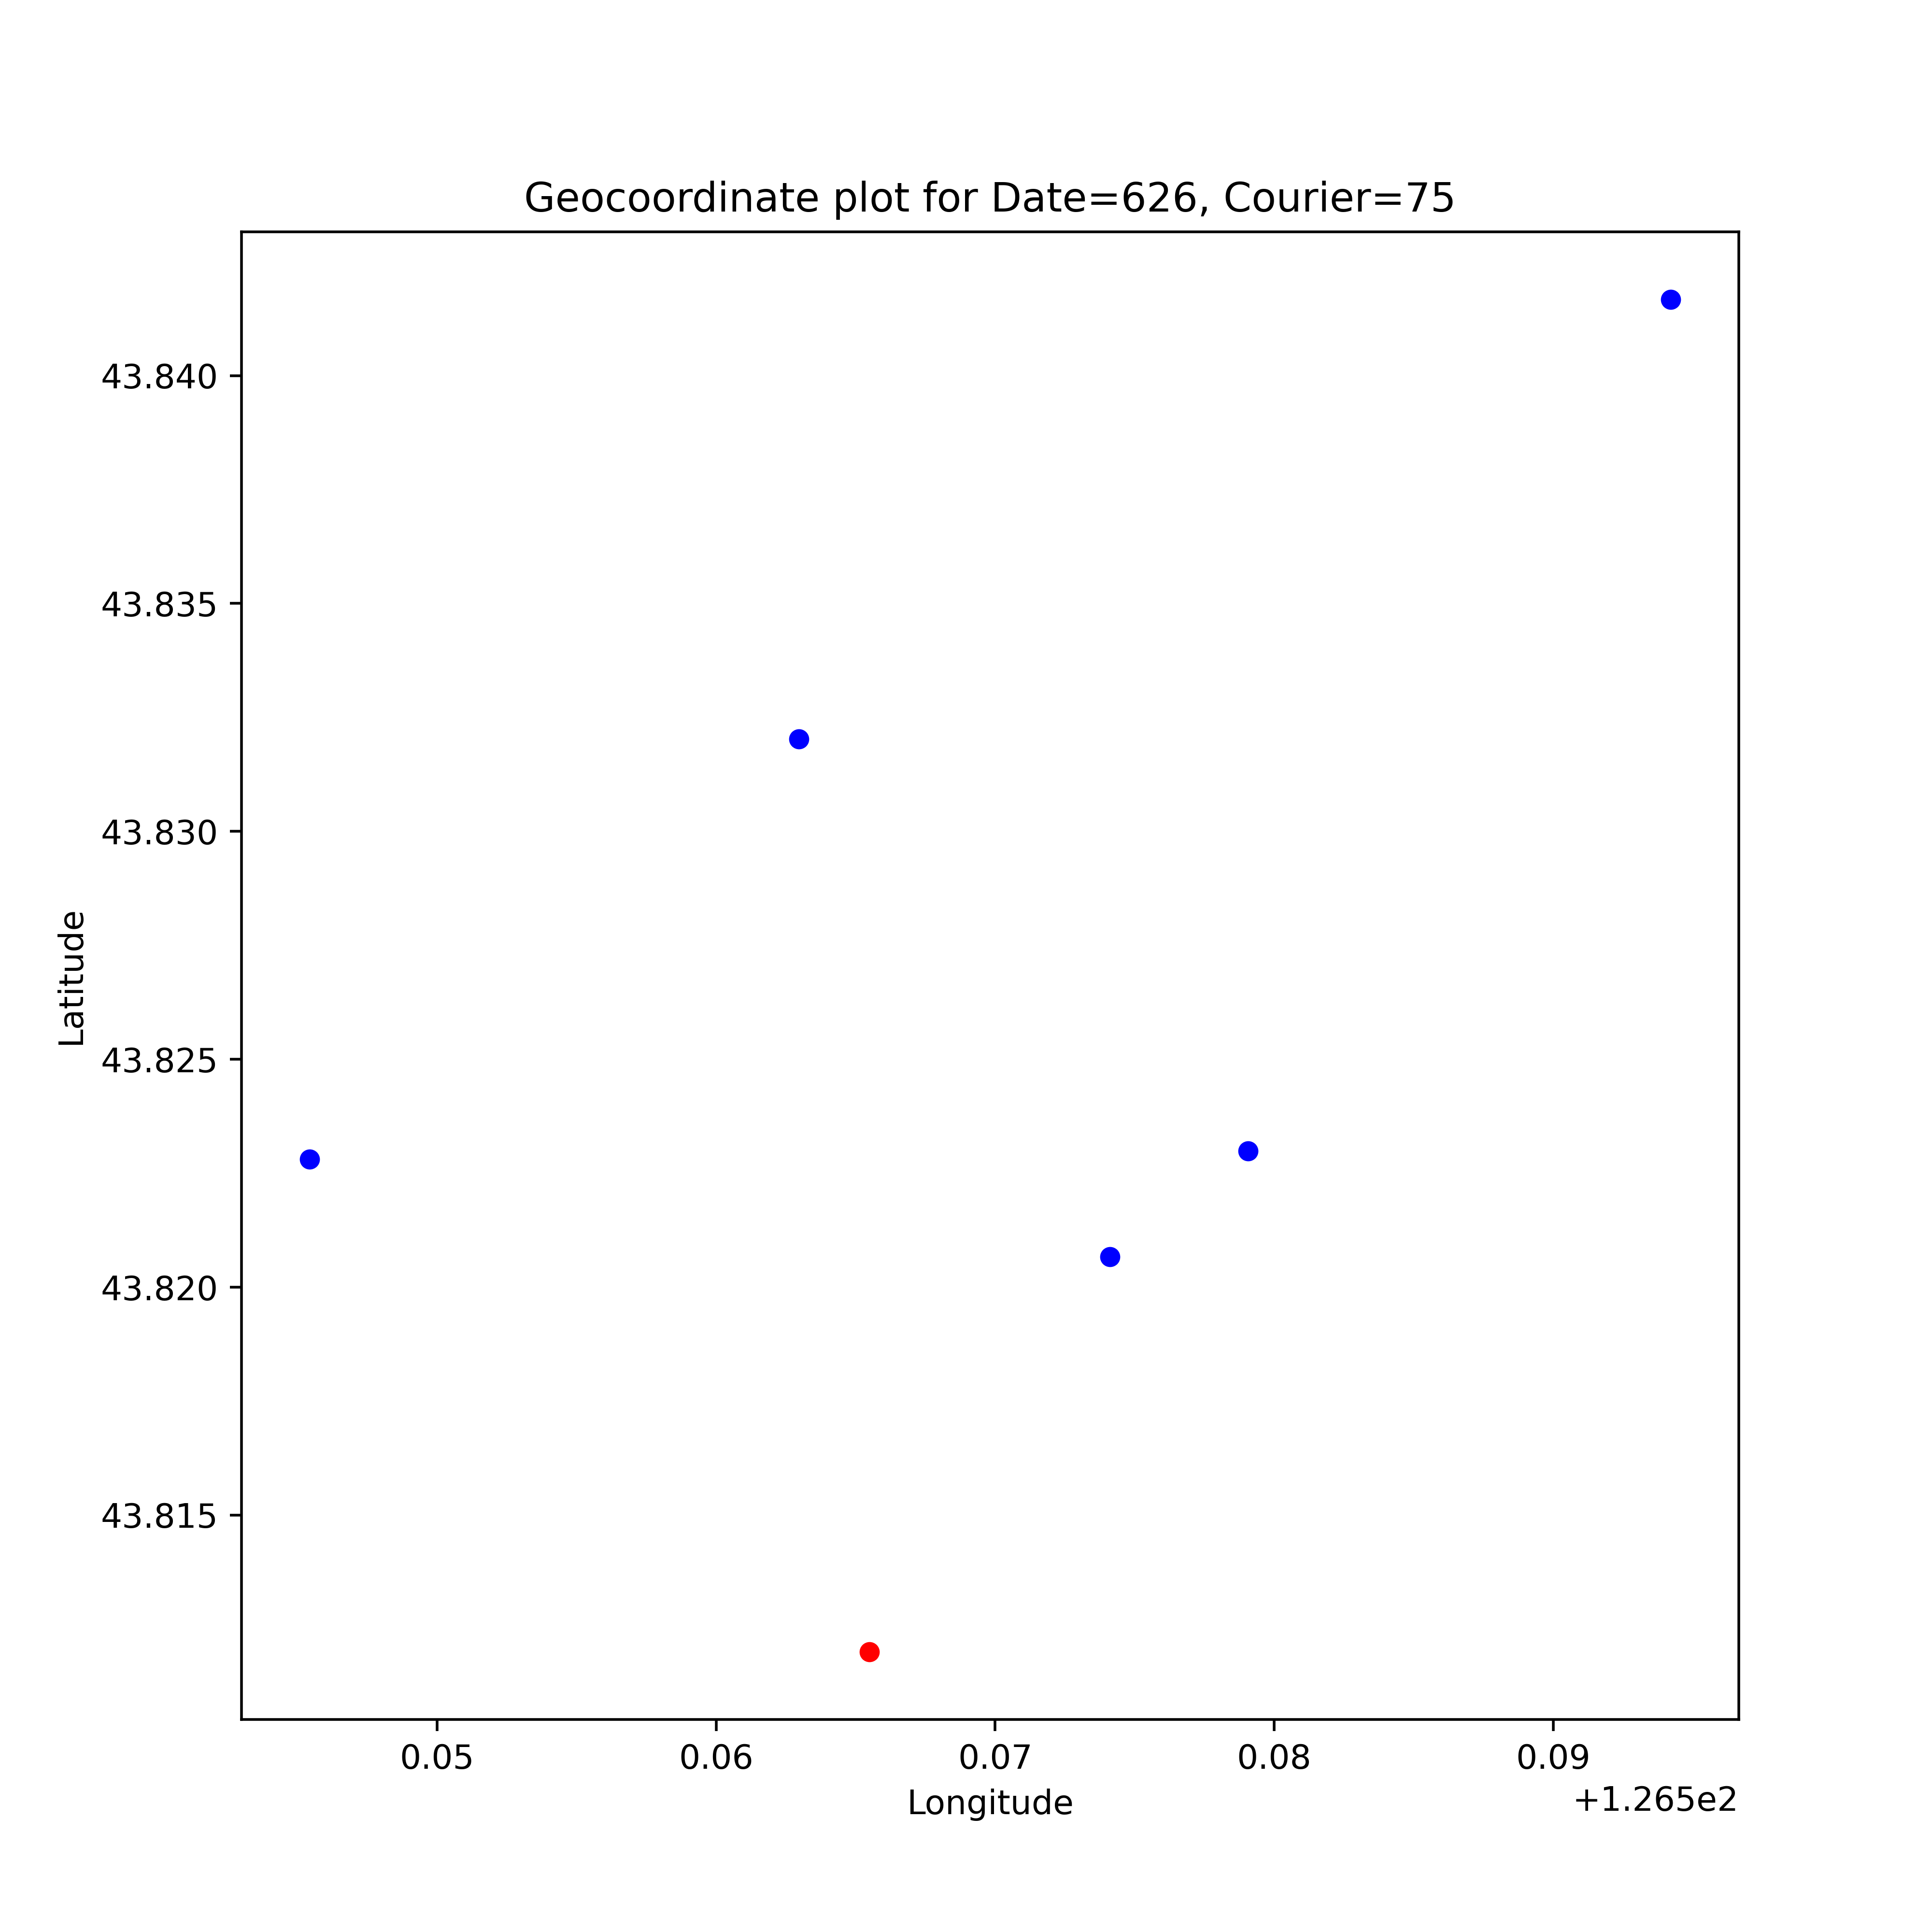 Geocoordinate plot for Date=626, Courier=75
43.840
43.835
43.830
43.825
43.820
43.815
Latitude
0.05 0.06 0.07 0.08 0.09
Longitude
+1.265e2